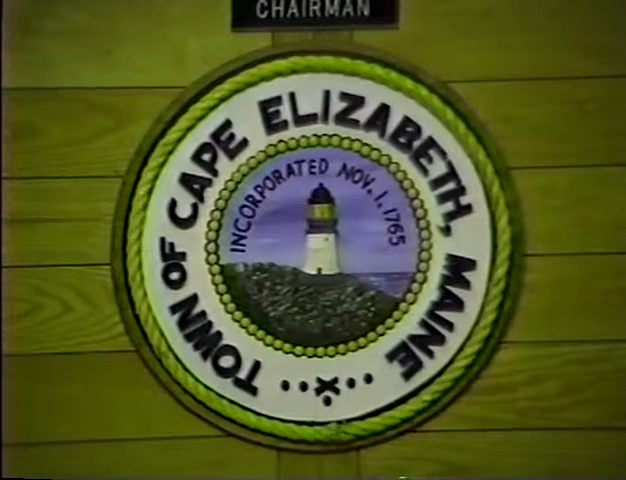 CHAIRMAN
TOWN OF CAPE ELIZABETH, MAINE
INCORPORATED NOV. 1, 1765